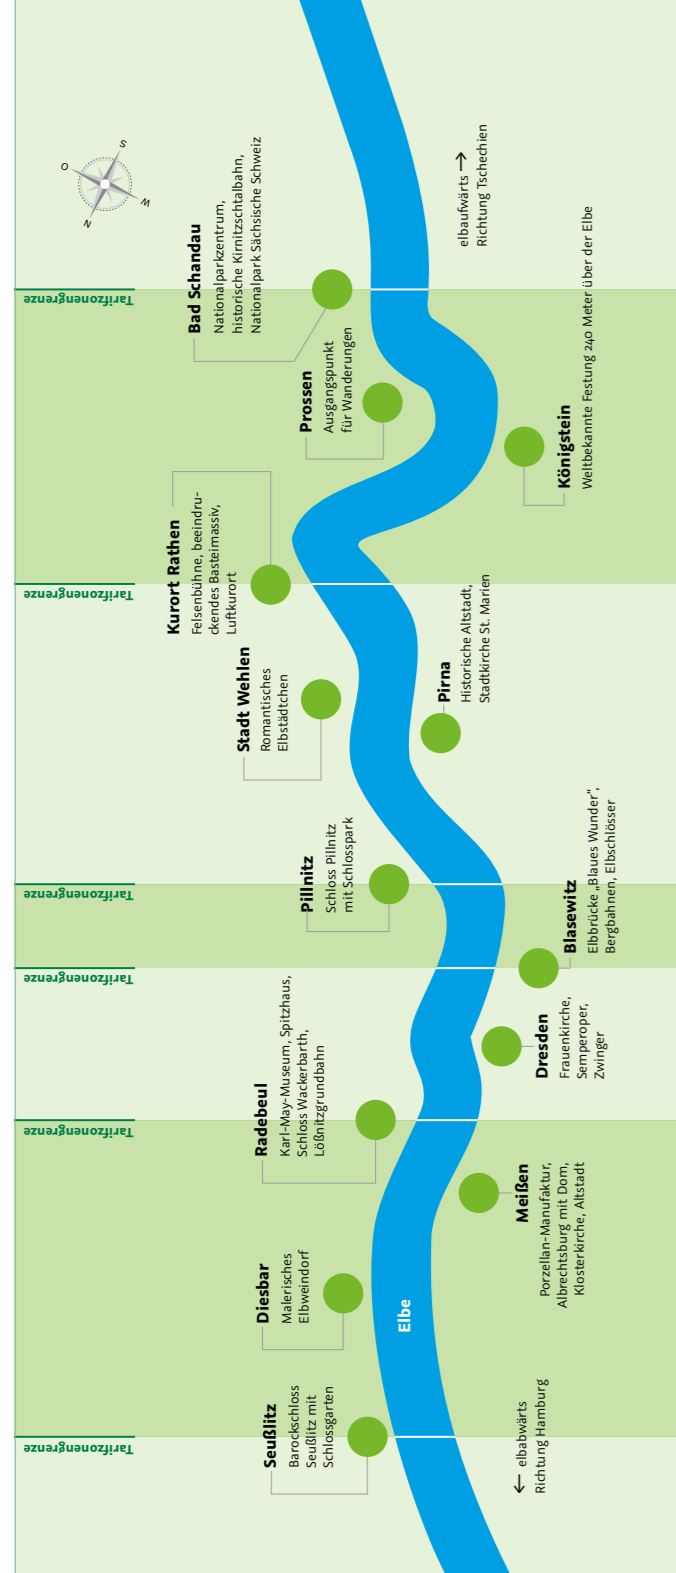 Tarifzonengrenze
Seußlitz
Barockschloss
Seußlitz mit
Schlossgarten
← elbabwärts
Richtung Hamburg
Elbe
Diesbar
Malerisches
Elbweindorf
Meißen
Porzellan-Manufaktur,
Albrechtsburg mit Dom,
Klosterkirche, Altstadt
Tarifzonengrenze
Radebeul
Karl-May-Museum, Spitzhaus,
Schloss Wackerbarth,
Lößnitzgrundbahn
Dresden
Frauenkirche,
Semperoper,
Zwinger
Tarifzonengrenze
Blasewitz
Elbbrücke „Blaues Wunder“,
Bergbahnen, Elbschlösser
Tarifzonengrenze
Pillnitz
Schloss Pillnitz
mit Schlosspark
Stadt Wehlen
Romantisches
Elbstädtchen
Pirna
Historische Altstadt,
Stadtkirche St. Marien
Tarifzonengrenze
Kurort Rathen
Felsenbühne, beeindru-
ckendes Basteimassiv,
Luftkurort
Königstein
Weltbekannte Festung 240 Meter über der Elbe
Prossen
Ausgangspunkt
für Wanderungen
Tarifzonengrenze
Bad Schandau
Nationalparkzentrum,
historische Kirnitzschtalbahn,
Nationalpark Sächsische Schweiz
elbaufwärts →
Richtung Tschechien
N
O
S
W